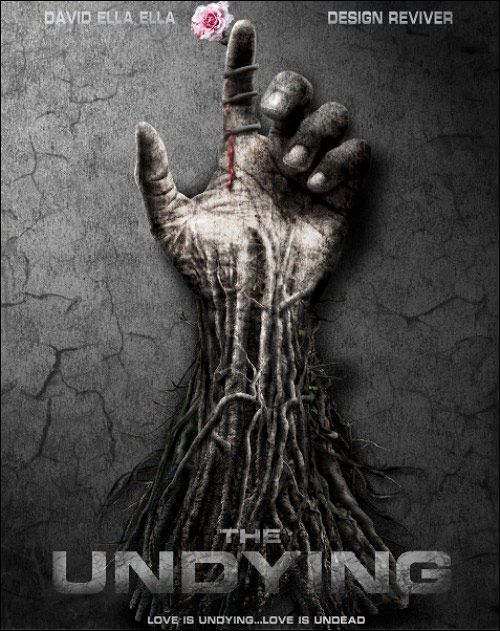 DAVID ELLA ELLA
DESIGN REVIVER
THE
UNDYING
LOVE IS UNDYING...LOVE IS UNDEAD